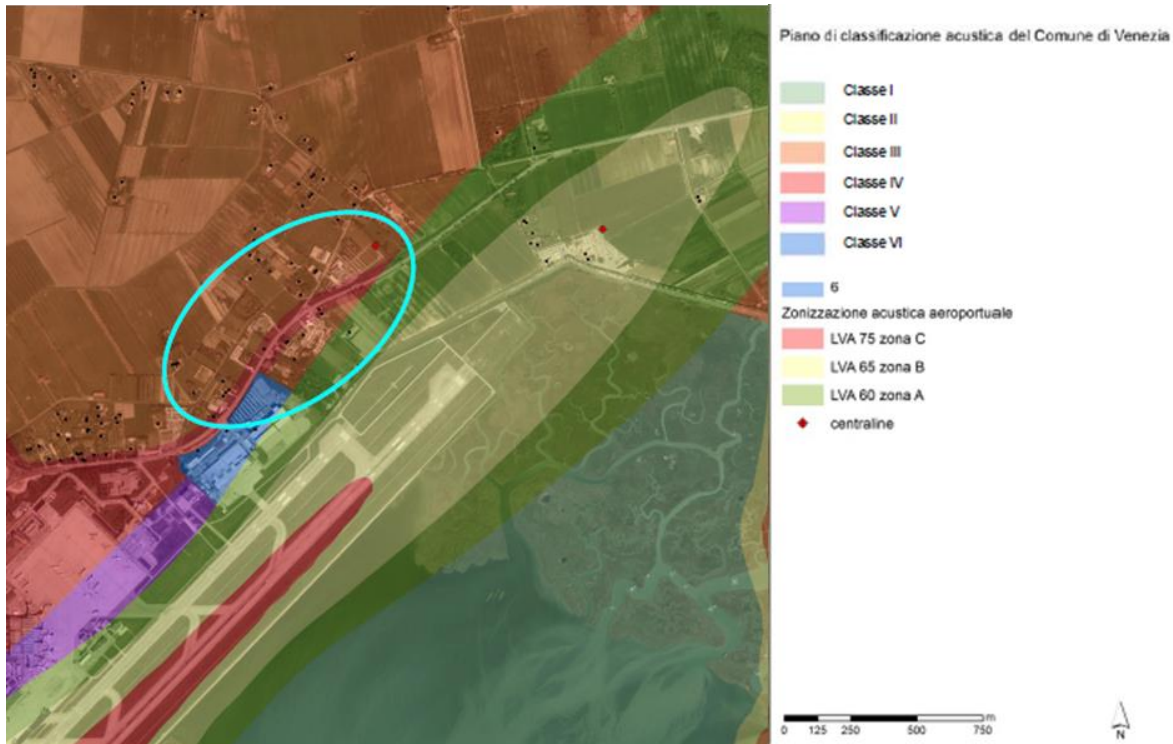 Piano di classificazione acustica del Comune di Venezia
Classe I
Classe II
Classe III
Classe IV
Classe V
Classe VI
6
Zonizzazione acustica aeroportuale
LVA 75 zona C
LVA 65 zona B
LVA 60 zona A
centraline
m
0 125 250 500 750
N